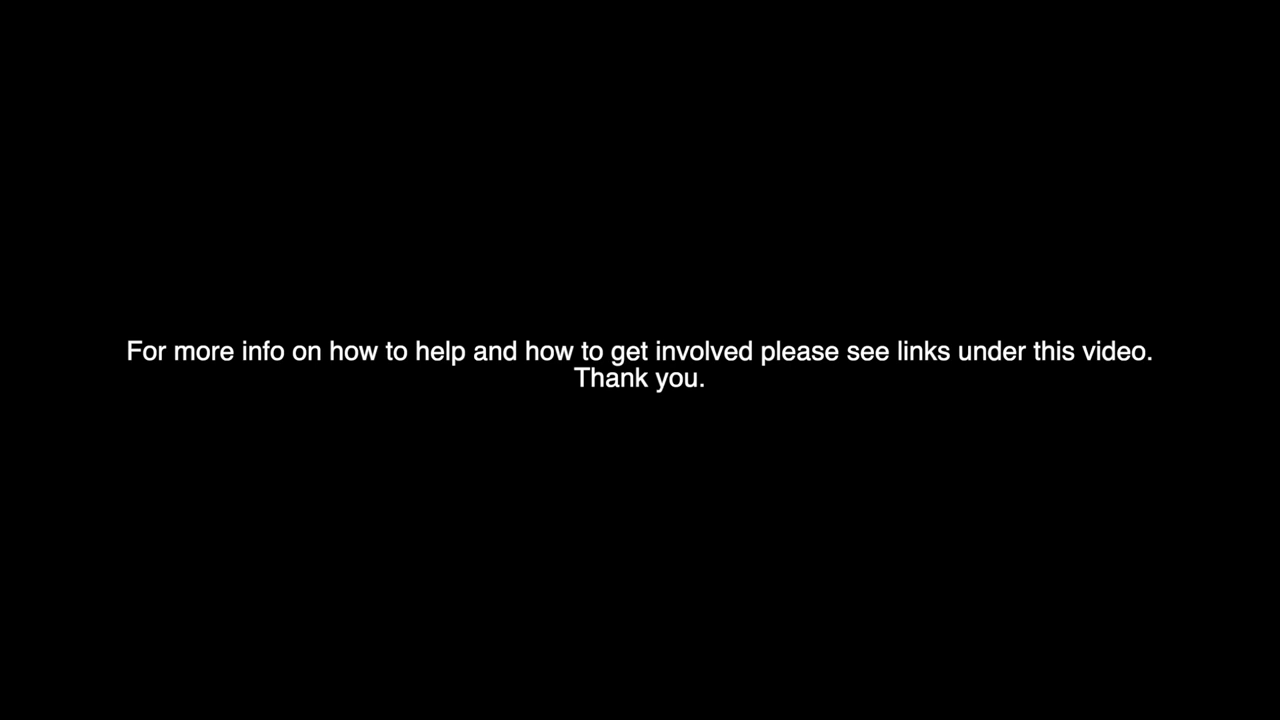 For more info on how to help and how to get involved please see links under this video.
Thank you.